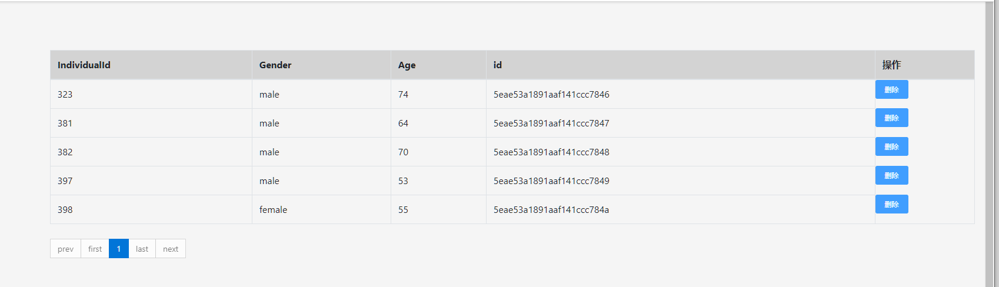 IndividualId Gender Age id 操作
323 male 74 5eae53a1891aaf141ccc7846 删除
381 male 64 5eae53a1891aaf141ccc7847 删除
382 male 70 5eae53a1891aaf141ccc7848 删除
397 male 53 5eae53a1891aaf141ccc7849 删除
398 female 55 5eae53a1891aaf141ccc784a 删除
prev first 1 last next